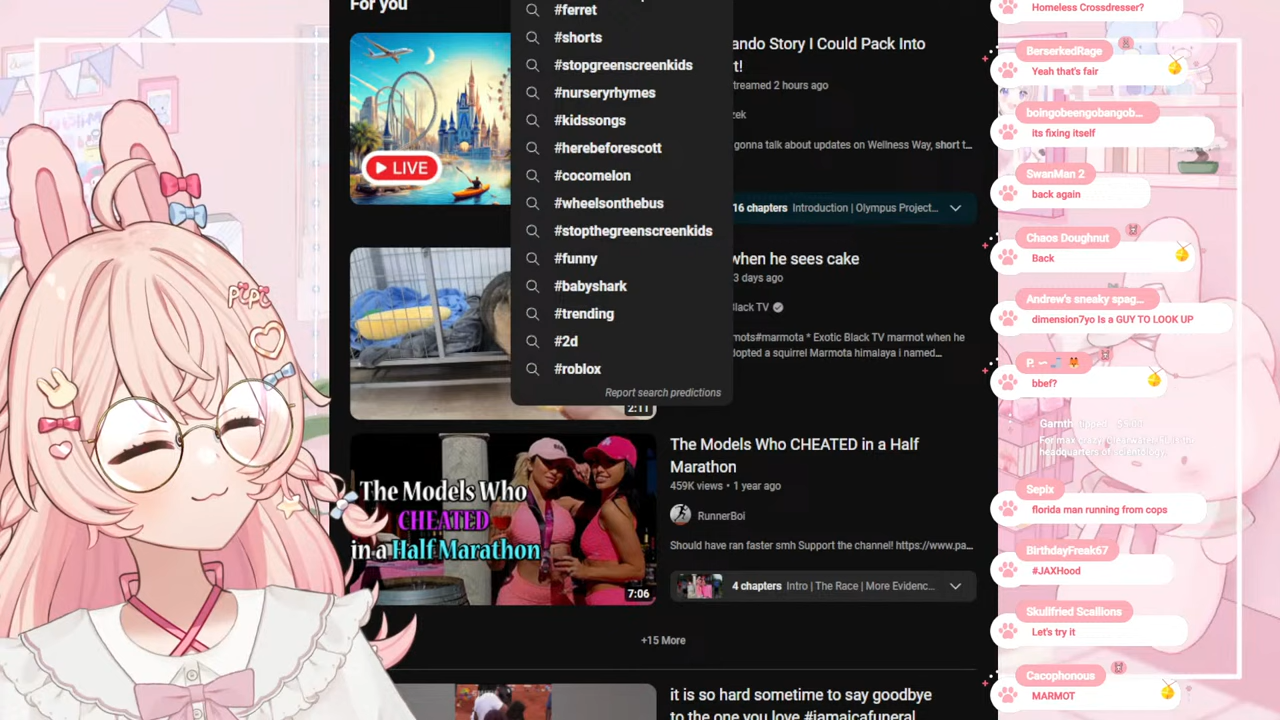 For you
#ferret
#shorts
#stopgreenscreenkids
#nurseryrhymes
#kidssongs
#herebeforescott
#cocomelon
#wheelsonthebus
#stopthegreenscreenkids
#funny
#babyshark
#trending
#2d
#roblox
Report search predictions
LIVE
ando Story I Could Pack Into
t!
treamed 2 hours ago
zek
gonna talk about updates on Wellness Way, short t...
16 chapters Introduction | Olympus Project...
when he sees cake
3 days ago
lack TV
mots#marmota * Exotic Black TV marmot when he
dopted a squirrel Marmota himalaya i named...
2:11
The Models Who
CHEATED
in a Half Marathon
7:06
The Models Who CHEATED in a Half
Marathon
459K views • 1 year ago
RunnerBoi
Should have ran faster smh Support the channel! https://www.pa...
4 chapters Intro | The Race | More Evidenc...
+15 More
it is so hard sometime to say goodbye
to the one you love #jamaicafuneral
pipi
Homeless Crossdresser?
BerserkedRage
Yeah that's fair
boingobeengobangob...
its fixing itself
SwanMan 2
back again
Chaos Doughnut
Back
Andrew's sneaky spag...
dimension7yo Is a GUY TO LOOK UP
bbef?
Sepix
florida man running from cops
BirthdayFreak67
#JAXHood
Skullfried Scallions
Let's try it
Cacophonous
MARMOT